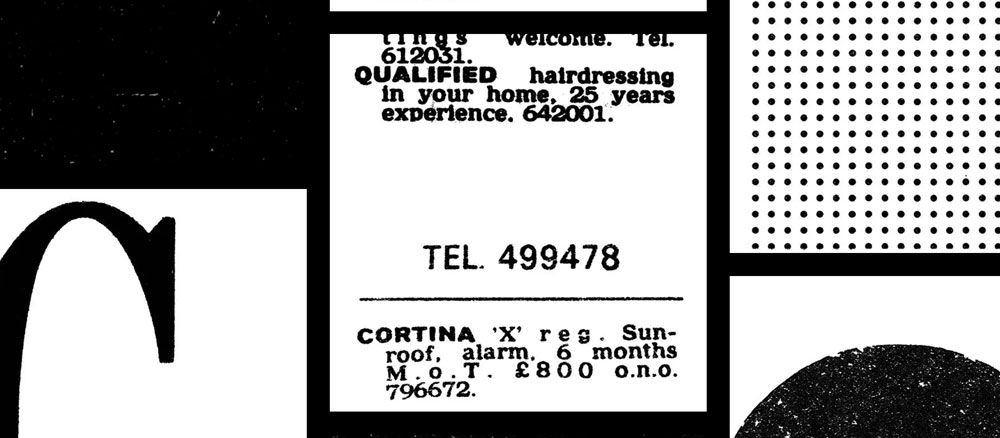 tings welcome. Tel.
612031.
QUALIFIED hairdressing
in your home, 25 years
experience. 642001.
TEL. 499478
CORTINA 'X' reg. Sun-
roof, alarm, 6 months
M.o.T. £800 o.n.o.
796672.
C